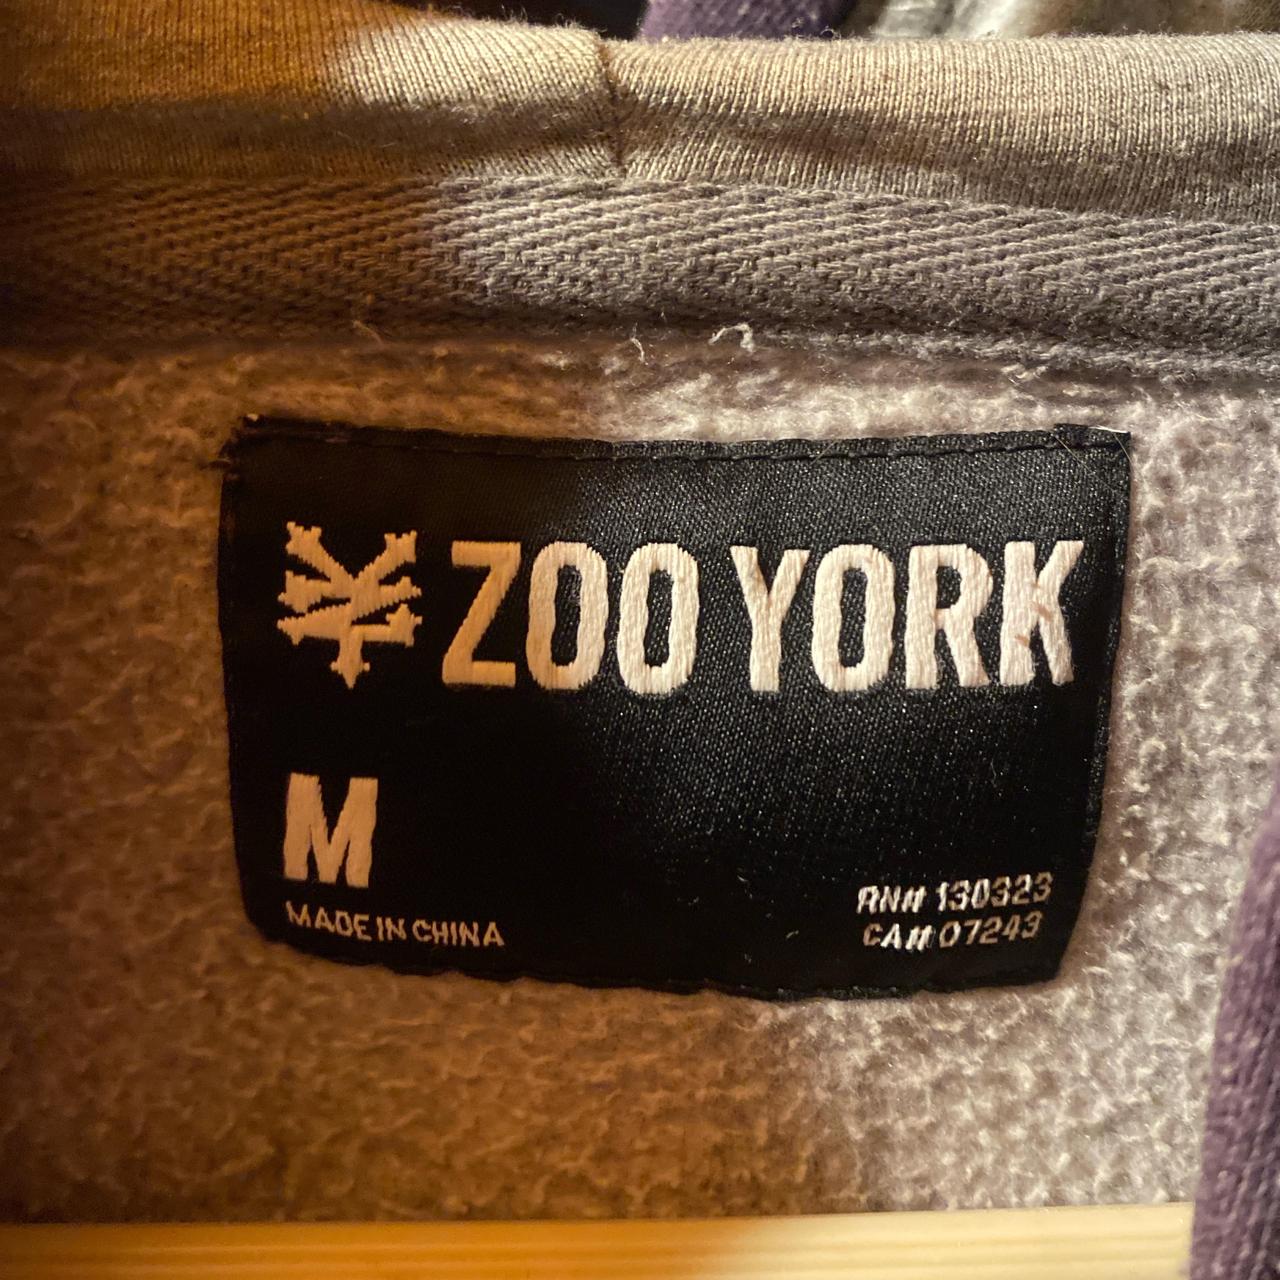 ZOO YORK
M
MADE IN CHINA
RN# 130323
CA# 07243